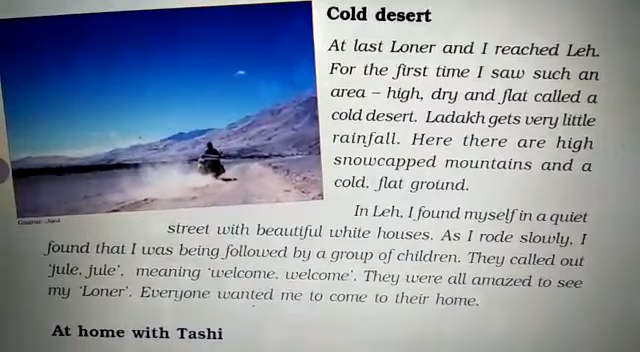 Cold desert
At last Loner and I reached Leh.
For the first time I saw such an
area – high, dry and flat called a
cold desert. Ladakh gets very little
rainfall. Here there are high
snowcapped mountains and a
cold, flat ground.
In Leh, I found myself in a quiet
street with beautiful white houses. As I rode slowly, I
found that I was being followed by a group of children. They called out
'Jule, jule', meaning 'welcome, welcome'. They were all amazed to see
my 'Loner'. Everyone wanted me to come to their home.
At home with Tashi